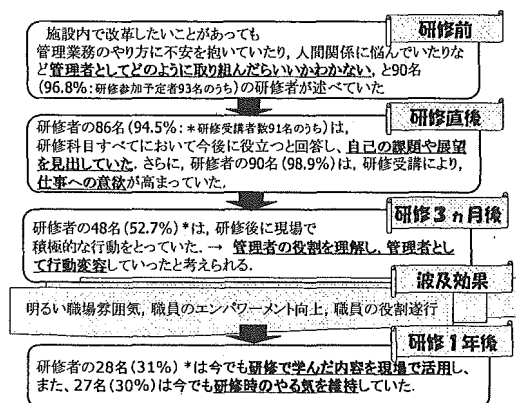 研修前
施設内で改革したいことがあっても
管理業務のやり方に不安を抱いていたり,人間関係に悩んでいたりな
ど管理者としてどのように取り組んだらいいかわからない,と90名
(96.8%:研修参加予定者93名のうち)の研修者が述べていた
研修直後
研修者の86名(94.5%:*研修受講者数91名のうち)は,
研修科目すべてにおいて今後に役立つと回答し、自己の課題や展望
を見出していた.さらに,研修者の90名(98.9%)は,研修受講により,
仕事への意欲が高まっていた.
研修3ヵ月後
研修者の48名(52.7%)*は,研修後に現場で
積極的な行動をとっていた.→ 管理者の役割を理解し,管理者とし
て行動変容していったと考えられる.
波及効果
明るい職場雰囲気,職員のエンパワーメント向上,職員の役割遂行
研修1年後
研修者の28名(31%)*は今でも研修で学んだ内容を現場で活用し、
また、27名(30%)は今でも研修時のやる気を維持していた.